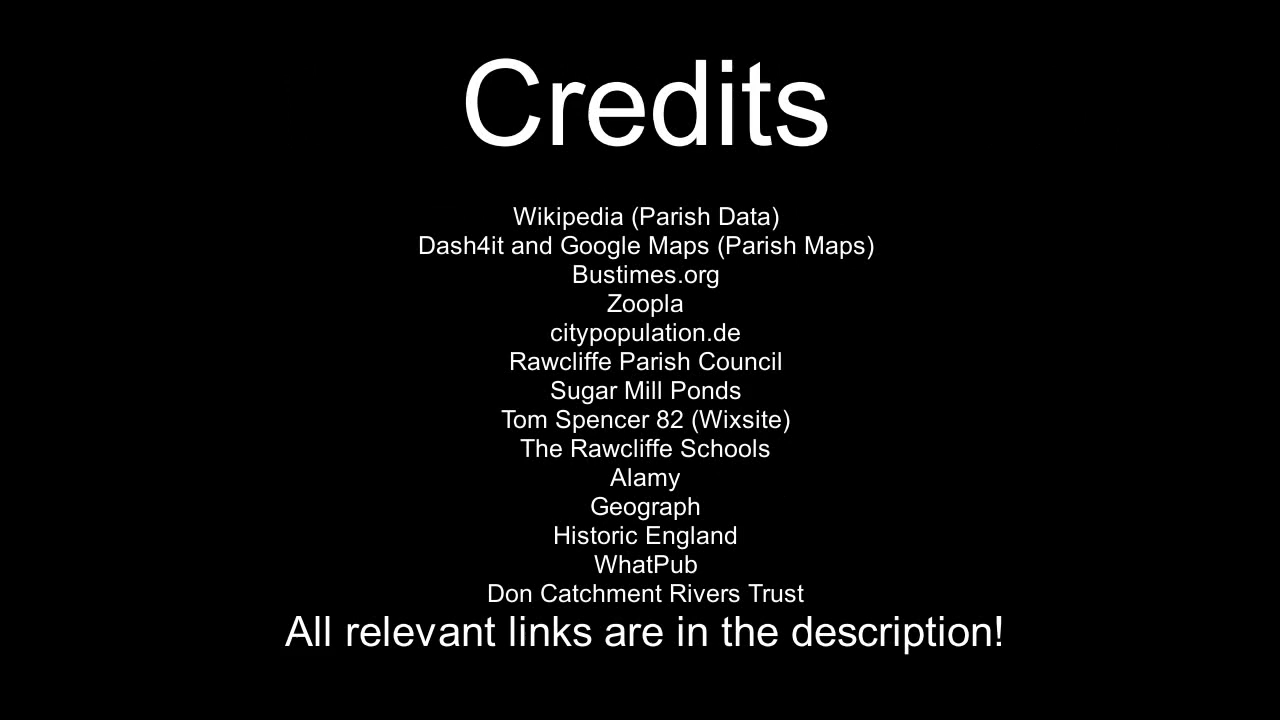 Credits
Wikipedia (Parish Data)
Dash4it and Google Maps (Parish Maps)
Bustimes.org
Zoopla
citypopulation.de
Rawcliffe Parish Council
Sugar Mill Ponds
Tom Spencer 82 (Wixsite)
The Rawcliffe Schools
Alamy
Geograph
Historic England
WhatPub
Don Catchment Rivers Trust
All relevant links are in the description!